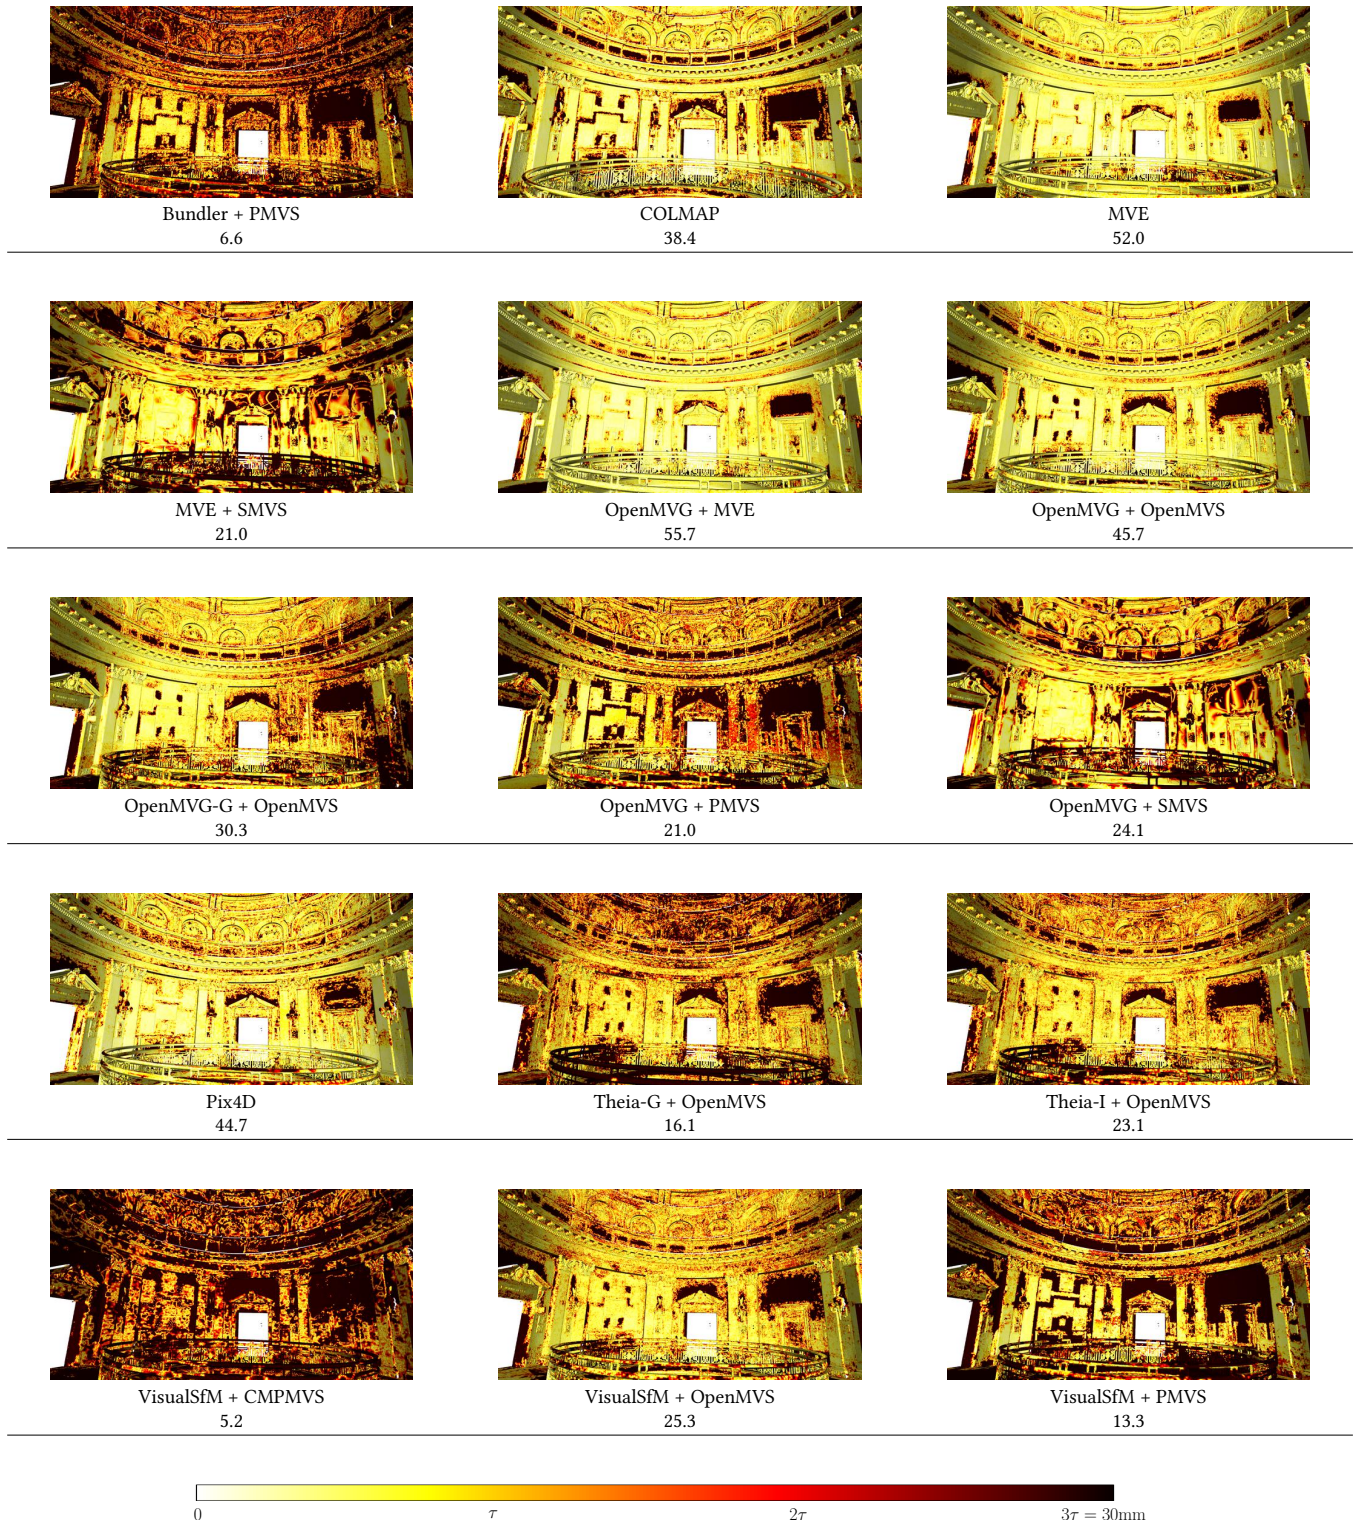 Bundler + PMVS
6.6
COLMAP
38.4
MVE
52.0
MVE + SMVS
21.0
OpenMVG + MVE
55.7
OpenMVG + OpenMVS
45.7
OpenMVG-G + OpenMVS
30.3
OpenMVG + PMVS
21.0
OpenMVG + SMVS
24.1
Pix4D
44.7
Theia-G + OpenMVS
16.1
Theia-I + OpenMVS
23.1
VisualSfM + CMPMVS
5.2
VisualSfM + OpenMVS
25.3
VisualSfM + PMVS
13.3
0 τ 2τ 3τ = 30mm